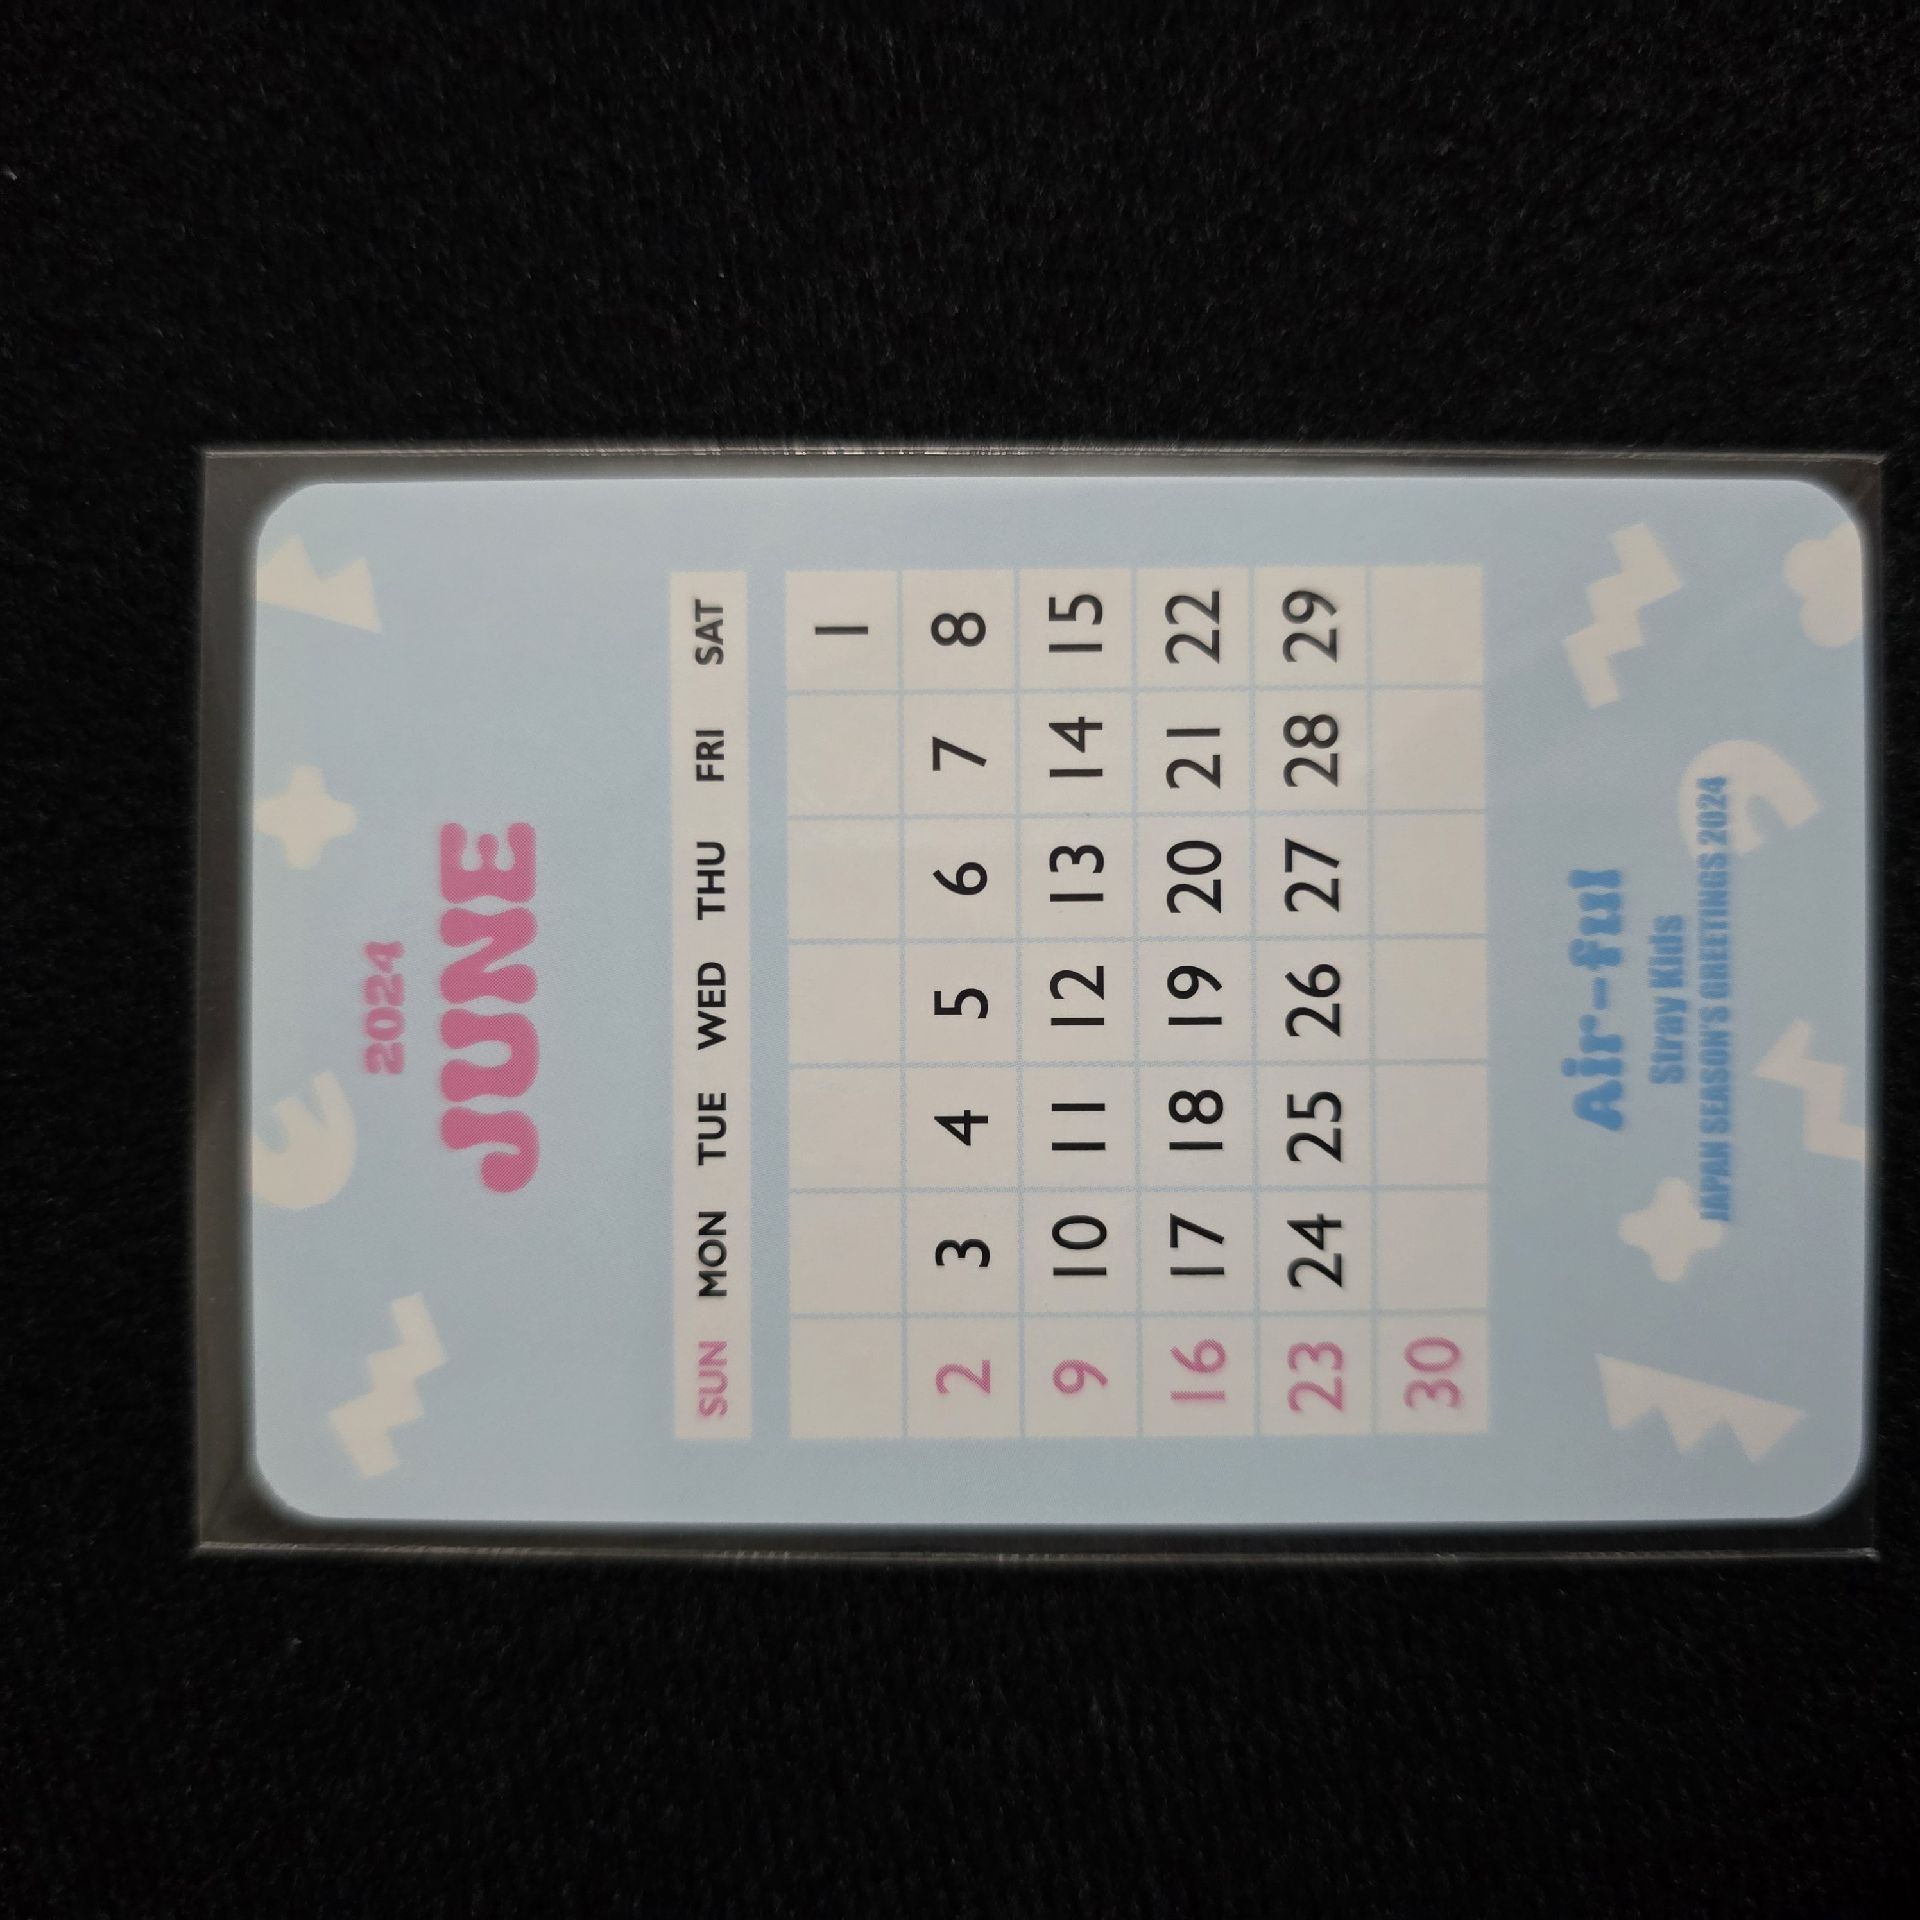 2024
JUNE
SUN MON TUE WED THU FRI SAT
1
2 3 4 5 6 7 8
9 10 11 12 13 14 15
16 17 18 19 20 21 22
23 24 25 26 27 28 29
30
Air-ful
Stray Kids
JAPAN SEASON'S GREETINGS 2024